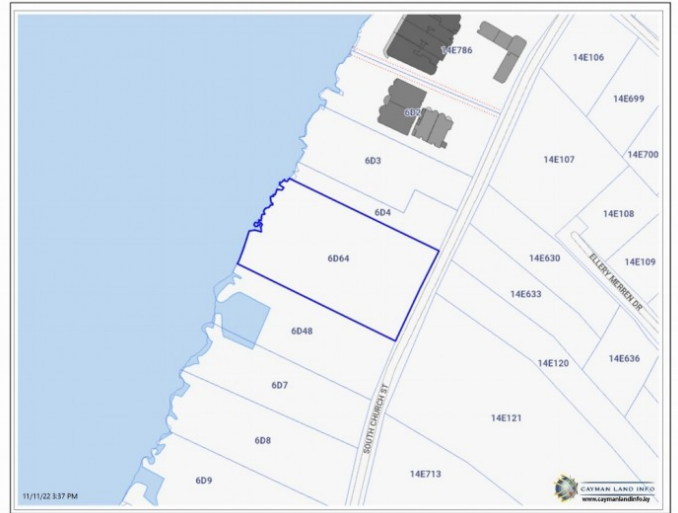 14E786
14E106
6D2
14E699
6D3
14E107
14E700
6D4
14E108
6D64
14E630
14E109
ELLERY MERREN DR
14E633
6D48
14E120
14E636
6D7
SOUTH CHURCH ST
14E121
6D8
14E713
6D9
11/11/22 3:37 PM
CAYMAN LAND INFO
www.caymanlandinfo.ky